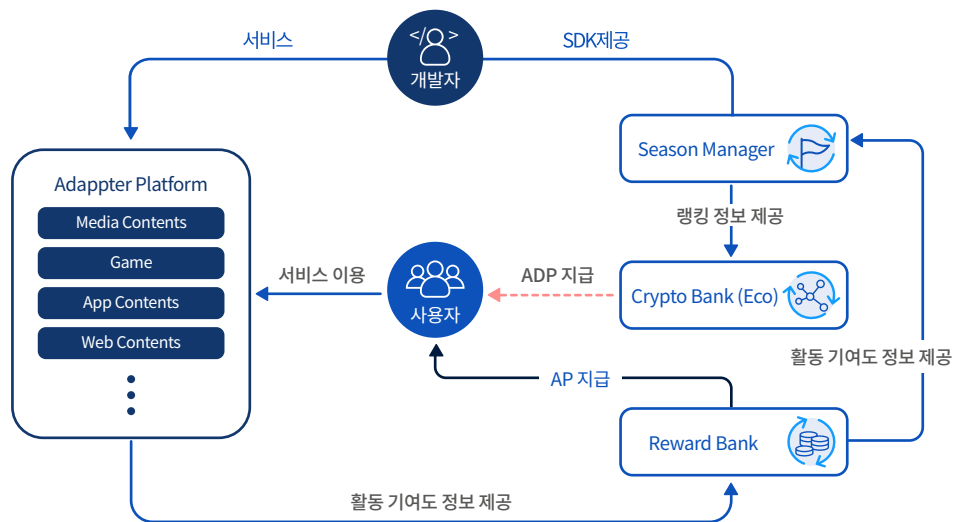 서비스
</>
개발자
SDK제공
Season Manager
Adappter Platform
Media Contents
Game
App Contents
Web Contents
랭킹 정보 제공
서비스 이용
사용자
ADP 지급
Crypto Bank (Eco)
활동 기여도 정보 제공
AP 지급
Reward Bank
활동 기여도 정보 제공